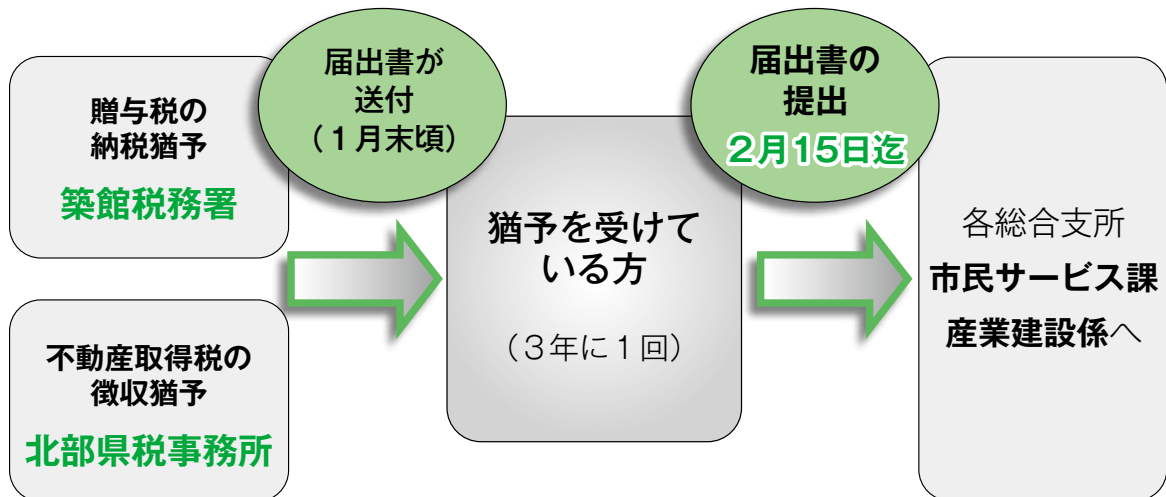 贈与税の
納税猶予
築館税務署
不動産取得税の
徴収猶予
北部県税事務所
届出書が
送付
（１月末頃）
猶予を受けて
いる方
（３年に１回）
届出書の
提出
２月15日迄
各総合支所
市民サービス課
産業建設係へ